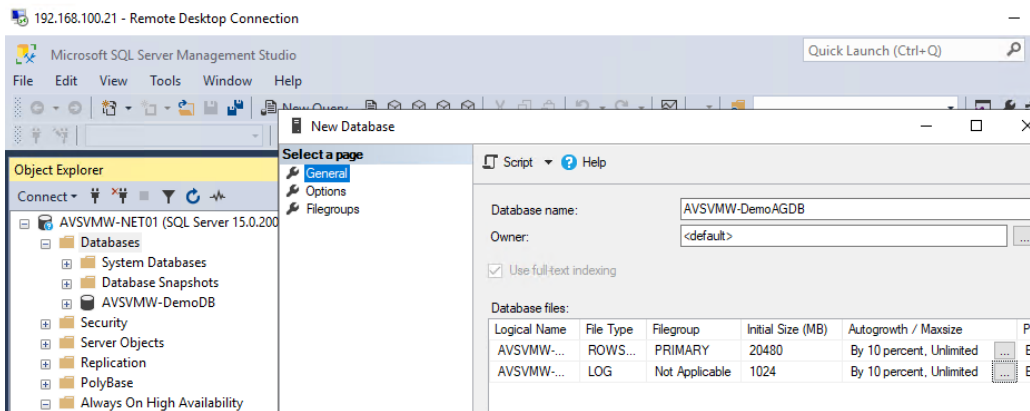 192.168.100.21 - Remote Desktop Connection
Microsoft SQL Server Management Studio
Quick Launch (Ctrl+Q)
File Edit View Tools Window Help
New Query
New Database
Select a page
General
Options
Filegroups
Script Help
Object Explorer
Connect
AVSVMW-NET01 (SQL Server 15.0.200
Databases
System Databases
Database Snapshots
AVSVMW-DemoDB
Security
Server Objects
Replication
PolyBase
Always On High Availability
Database name: AVSVMW-DemoAGDB
Owner: <default> ...
Use full-text indexing
Database files:
Logical Name File Type Filegroup Initial Size (MB) Autogrowth / Maxsize P
AVSVMW-... ROWS... PRIMARY 20480 By 10 percent, Unlimited ... E
AVSVMW-... LOG Not Applicable 1024 By 10 percent, Unlimited ... E